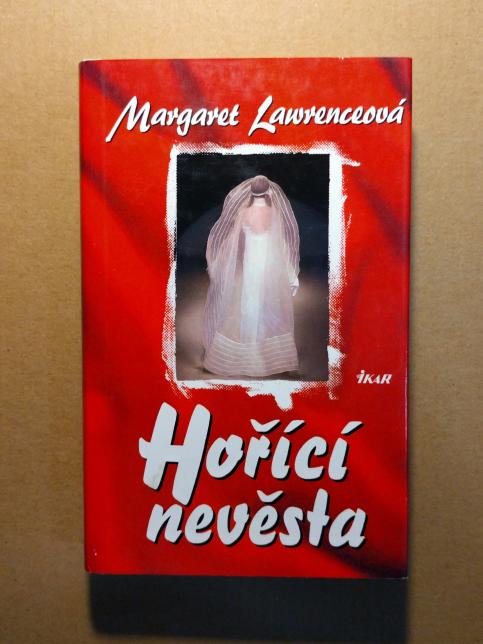 Margaret Lawrenceová
IKAR
Hořící
nevěsta